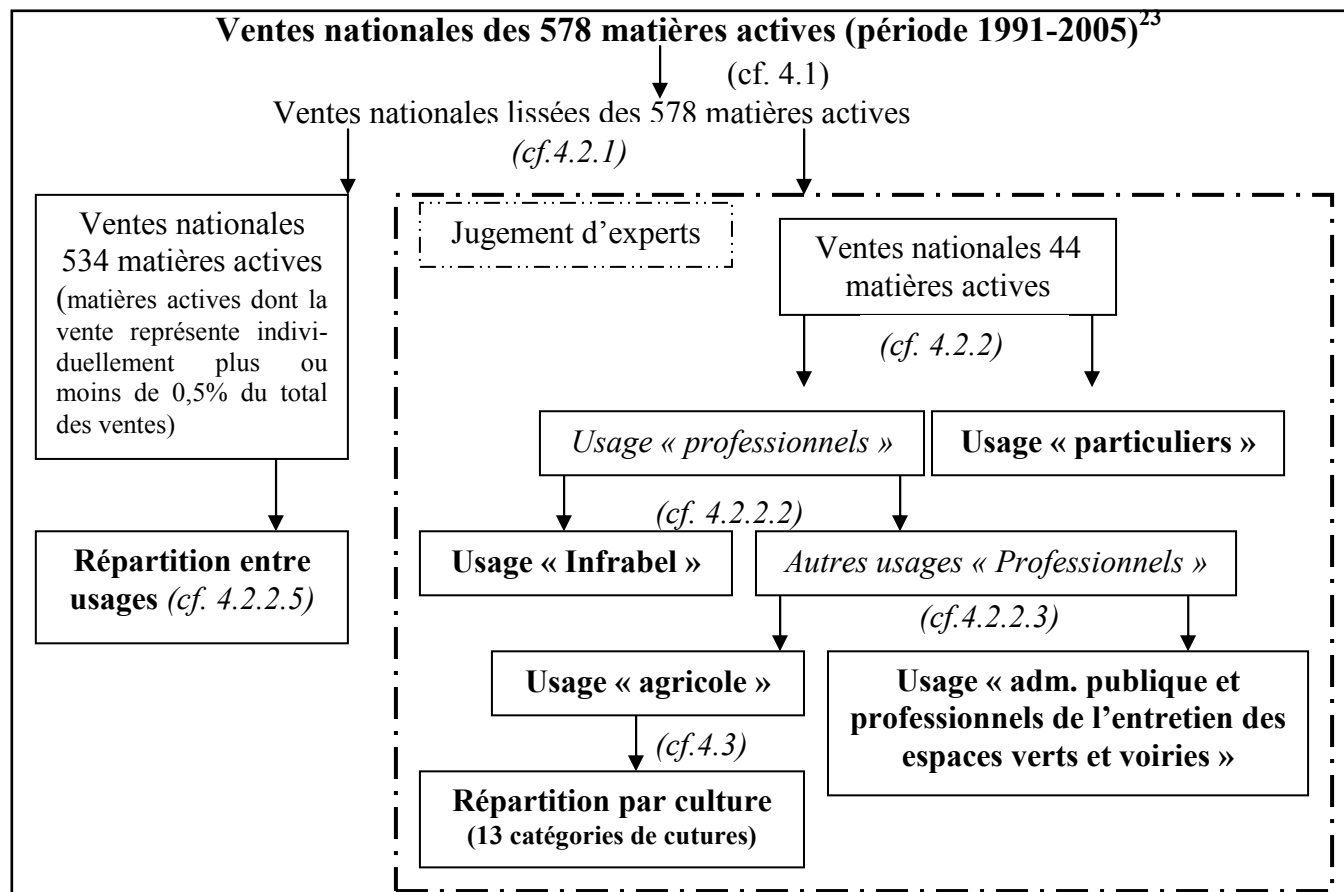 Ventes nationales des 578 matières actives (période 1991-2005)23
(cf. 4.1)
Ventes nationales lissées des 578 matières actives
(cf.4.2.1)
Ventes nationales
534 matières actives
(matières actives dont la
vente représente indivi-
duellement plus ou
moins de 0,5% du total
des ventes)
Jugement d’experts
Ventes nationales 44
matières actives
(cf. 4.2.2)
Usage « professionnels »
Usage « particuliers »
(cf. 4.2.2.2)
Répartition entre
usages (cf. 4.2.2.5)
Usage « Infrabel »
Autres usages « Professionnels »
(cf.4.2.2.3)
Usage « agricole »
Usage « adm. publique et
professionnels de l’entretien des
espaces verts et voiries »
(cf.4.3)
Répartition par culture
(13 catégories de cutures)